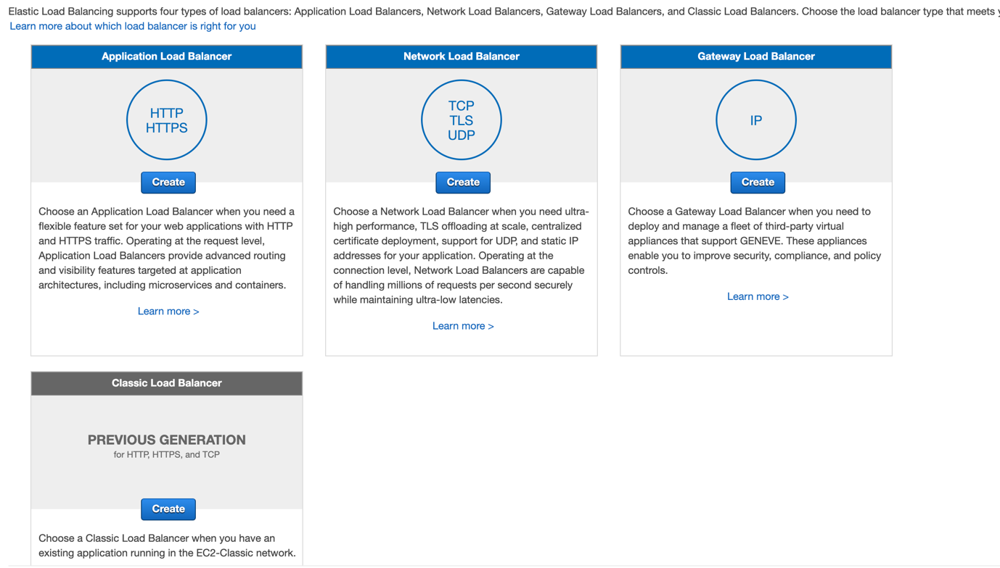 Elastic Load Balancing supports four types of load balancers: Application Load Balancers, Network Load Balancers, Gateway Load Balancers, and Classic Load Balancers. Choose the load balancer type that meets
Learn more about which load balancer is right for you
Application Load Balancer
HTTP
HTTPS
Create
Choose an Application Load Balancer when you need a
flexible feature set for your web applications with HTTP
and HTTPS traffic. Operating at the request level,
Application Load Balancers provide advanced routing
and visibility features targeted at application
architectures, including microservices and containers.
Learn more >
Network Load Balancer
TCP
TLS
UDP
Create
Choose a Network Load Balancer when you need ultra-
high performance, TLS offloading at scale, centralized
certificate deployment, support for UDP, and static IP
addresses for your application. Operating at the
connection level, Network Load Balancers are capable
of handling millions of requests per second securely
while maintaining ultra-low latencies.
Learn more >
Gateway Load Balancer
IP
Create
Choose a Gateway Load Balancer when you need to
deploy and manage a fleet of third-party virtual
appliances that support GENEVE. These appliances
enable you to improve security, compliance, and policy
controls.
Learn more >
Classic Load Balancer
PREVIOUS GENERATION
for HTTP, HTTPS, and TCP
Create
Choose a Classic Load Balancer when you have an
existing application running in the EC2-Classic network.